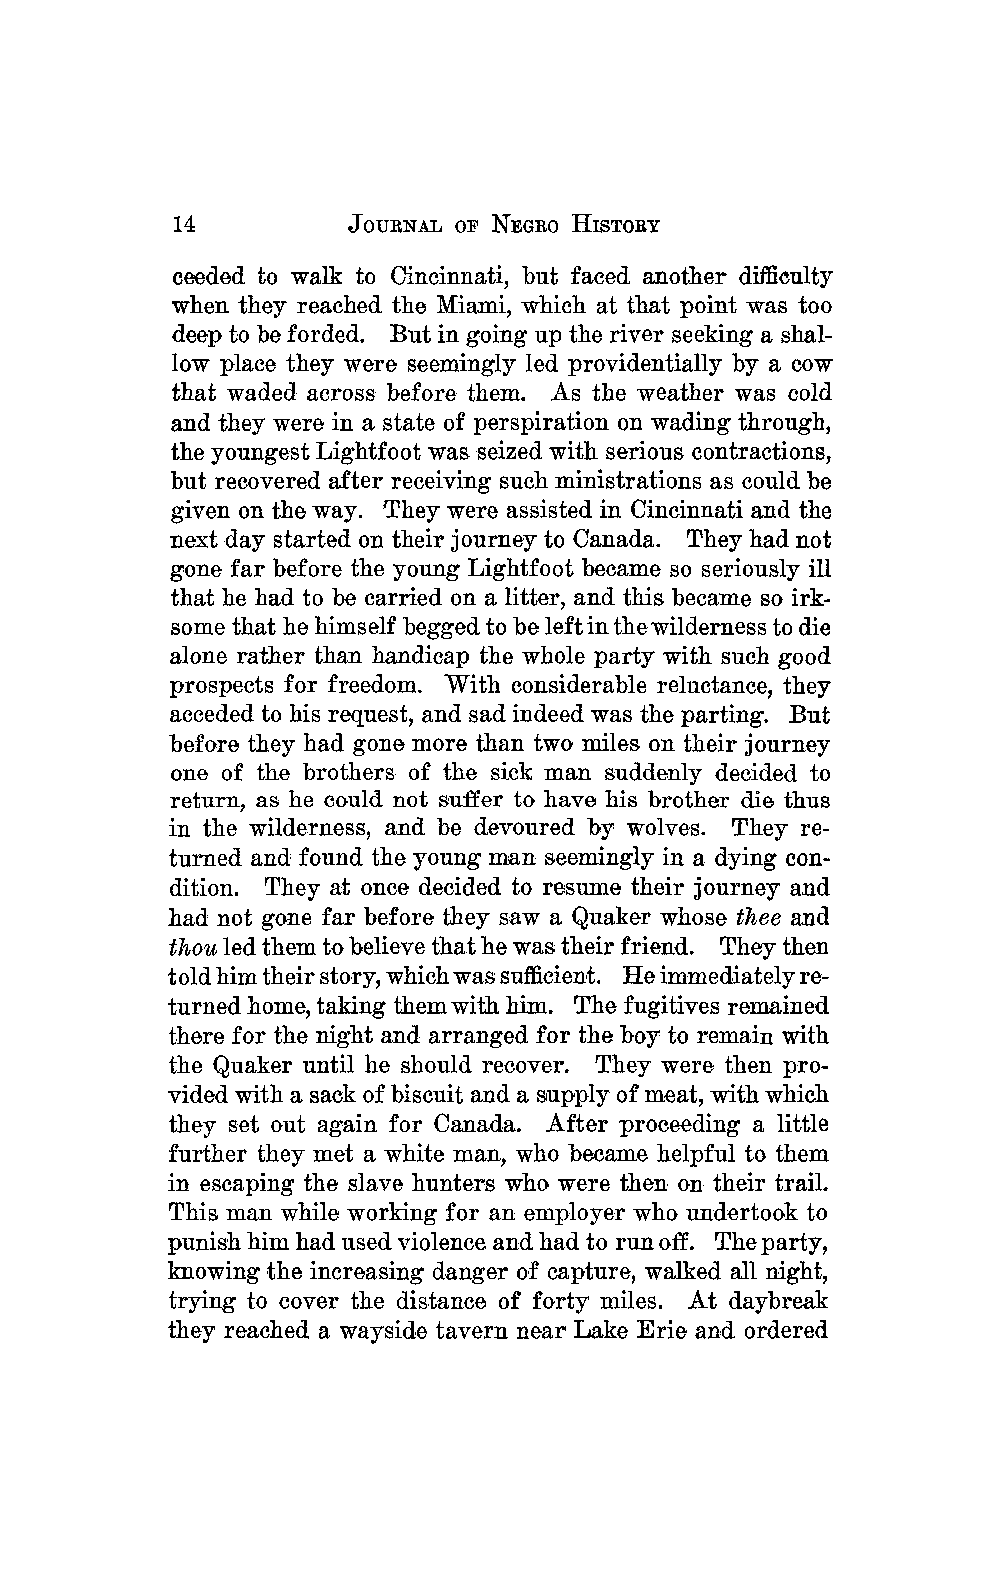 14 JOURNAL OF NEGRO HISTORY
ceeded to walk to Cincinnati, but faced another difficulty
when they reached the Miami, which at that point was too
deep to be forded. But in going up the river seeking a shal-
low place they were seemingly led providentially by a cow
that waded across before them. As the weather was cold
and they were in a state of perspiration on wading through,
the youngest Lightfoot was seized with serious contractions,
but recovered after receiving such ministrations as could be
given on the way. They were assisted in Cincinnati and the
next day started on their journey to Canada. They had not
gone far before the young Lightfoot became so seriously ill
that he had to be carried on a litter, and this became so irk-
some that he himself begged to be left in the wilderness to die
alone rather than handicap the whole party with such good
prospects for freedom. With considerable reluctance, they
acceded to his request, and sad indeed was the parting. But
before they had gone more than two miles on their journey
one of the brothers of the sick man suddenly decided to
return, as he could not suffer to have his brother die thus
in the wilderness, and be devoured by wolves. They re-
turned and found the young man seemingly in a dying con-
dition. They at once decided to resume their journey and
had not gone far before they saw a Quaker whose thee and
thou led them to believe that he was their friend. They then
told him their story, which was sufficient. He immediately re-
turned home, taking them with him. The fugitives remained
there for the night and arranged for the boy to remain with
the Quaker until he should recover. They were then pro-
vided with a sack of biscuit and a supply of meat, with which
they set out again for Canada. After proceeding a little
further they met a white man, who became helpful to them
in escaping the slave hunters who were then on their trail.
This man while working for an employer who undertook to
punish him had used violence and had to run off. The party,
knowing the increasing danger of capture, walked all night,
trying to cover the distance of forty miles. At daybreak
they reached a wayside tavern near Lake Erie and ordered